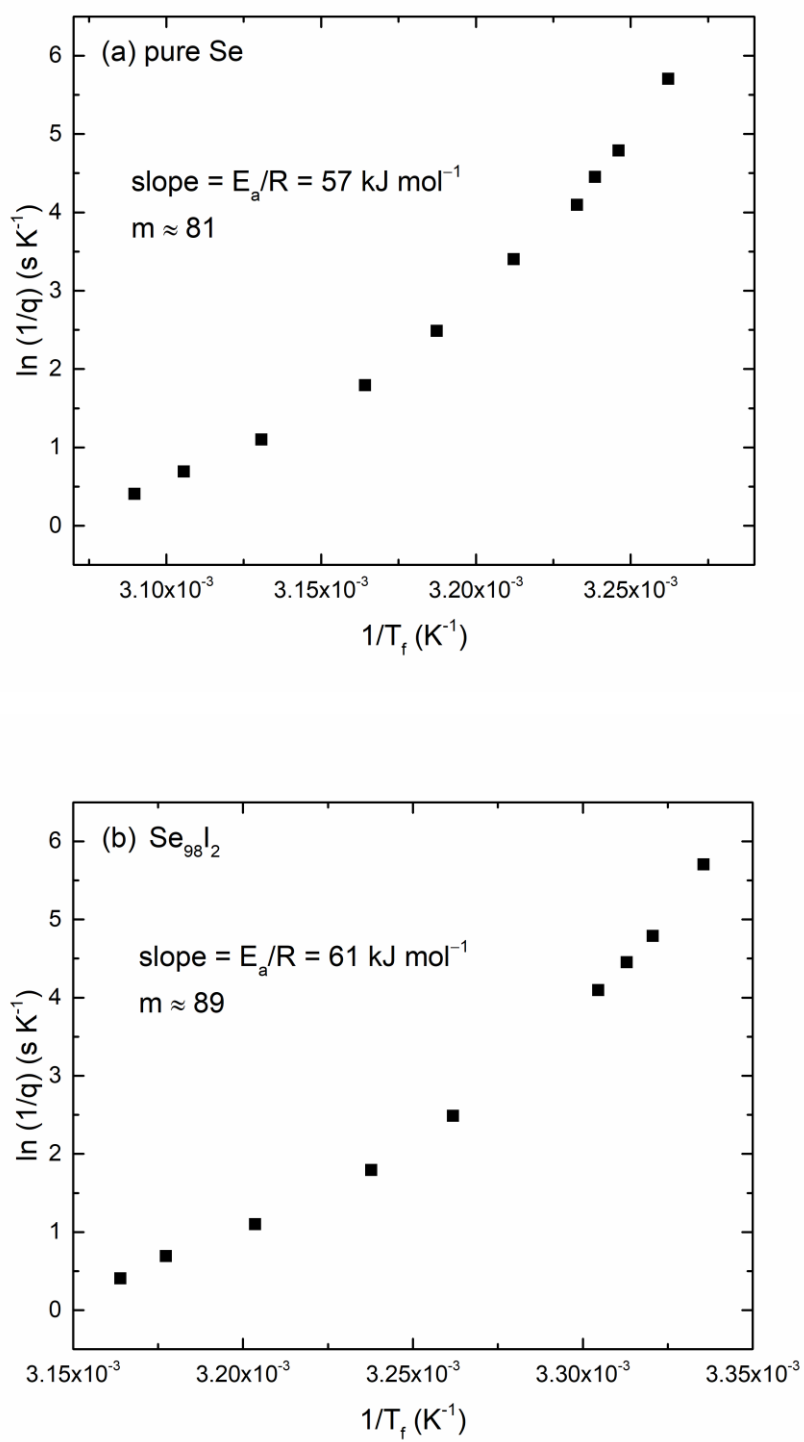 (a) pure Se
slope = Eₐ/R = 57 kJ mol⁻¹
m ≈ 81
6
5
4
3
2
1
0
ln (1/q) (s K⁻¹)
3.10x10⁻³ 3.15x10⁻³ 3.20x10⁻³ 3.25x10⁻³
1/T_f (K⁻¹)
(b) Se₉₈I₂
slope = Eₐ/R = 61 kJ mol⁻¹
m ≈ 89
6
5
4
3
2
1
0
ln (1/q) (s K⁻¹)
3.15x10⁻³ 3.20x10⁻³ 3.25x10⁻³ 3.30x10⁻³ 3.35x10⁻³
1/T_f (K⁻¹)